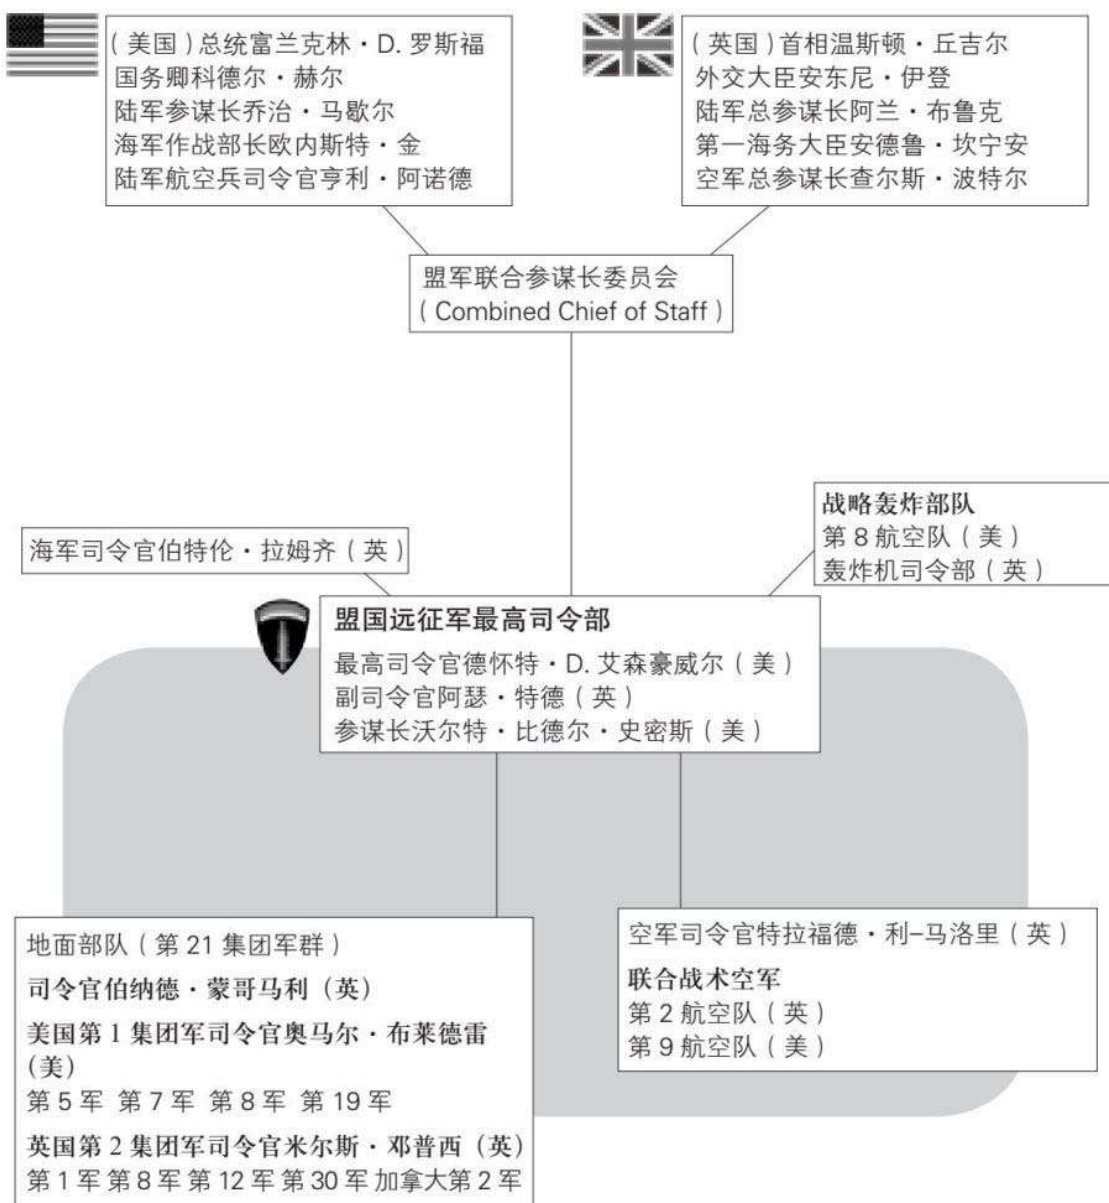 (美国)总统富兰克林・D. 罗斯福
国务卿科德尔・赫尔
陆军参谋长乔治・马歇尔
海军作战部长欧内斯特・金
陆军航空兵司令官亨利・阿诺德
(英国)首相温斯顿・丘吉尔
外交大臣安东尼・伊登
陆军总参谋长阿兰・布鲁克
第一海务大臣安德鲁・坎宁安
空军总参谋长查尔斯・波特尔
盟军联合参谋长委员会
(Combined Chief of Staff)
战略轰炸部队
第 8 航空队(美)
轰炸机司令部(英)
海军司令官伯特伦・拉姆齐(英)
盟国远征军最高司令部
最高司令官德怀特・D. 艾森豪威尔(美)
副司令官阿瑟・特德(英)
参谋长沃尔特・比德尔・史密斯(美)
地面部队(第 21 集团军群)
司令官伯纳德・蒙哥马利(英)
美国第 1 集团军司令官奥马尔・布莱德雷
(美)
第 5 军 第 7 军 第 8 军 第 19 军
英国第 2 集团军司令官米尔斯・邓普西(英)
第 1 军 第 8 军 第 12 军 第 30 军 加拿大第 2 军
空军司令官特拉福德・利-马洛里(英)
联合战术空军
第 2 航空队(英)
第 9 航空队(美)